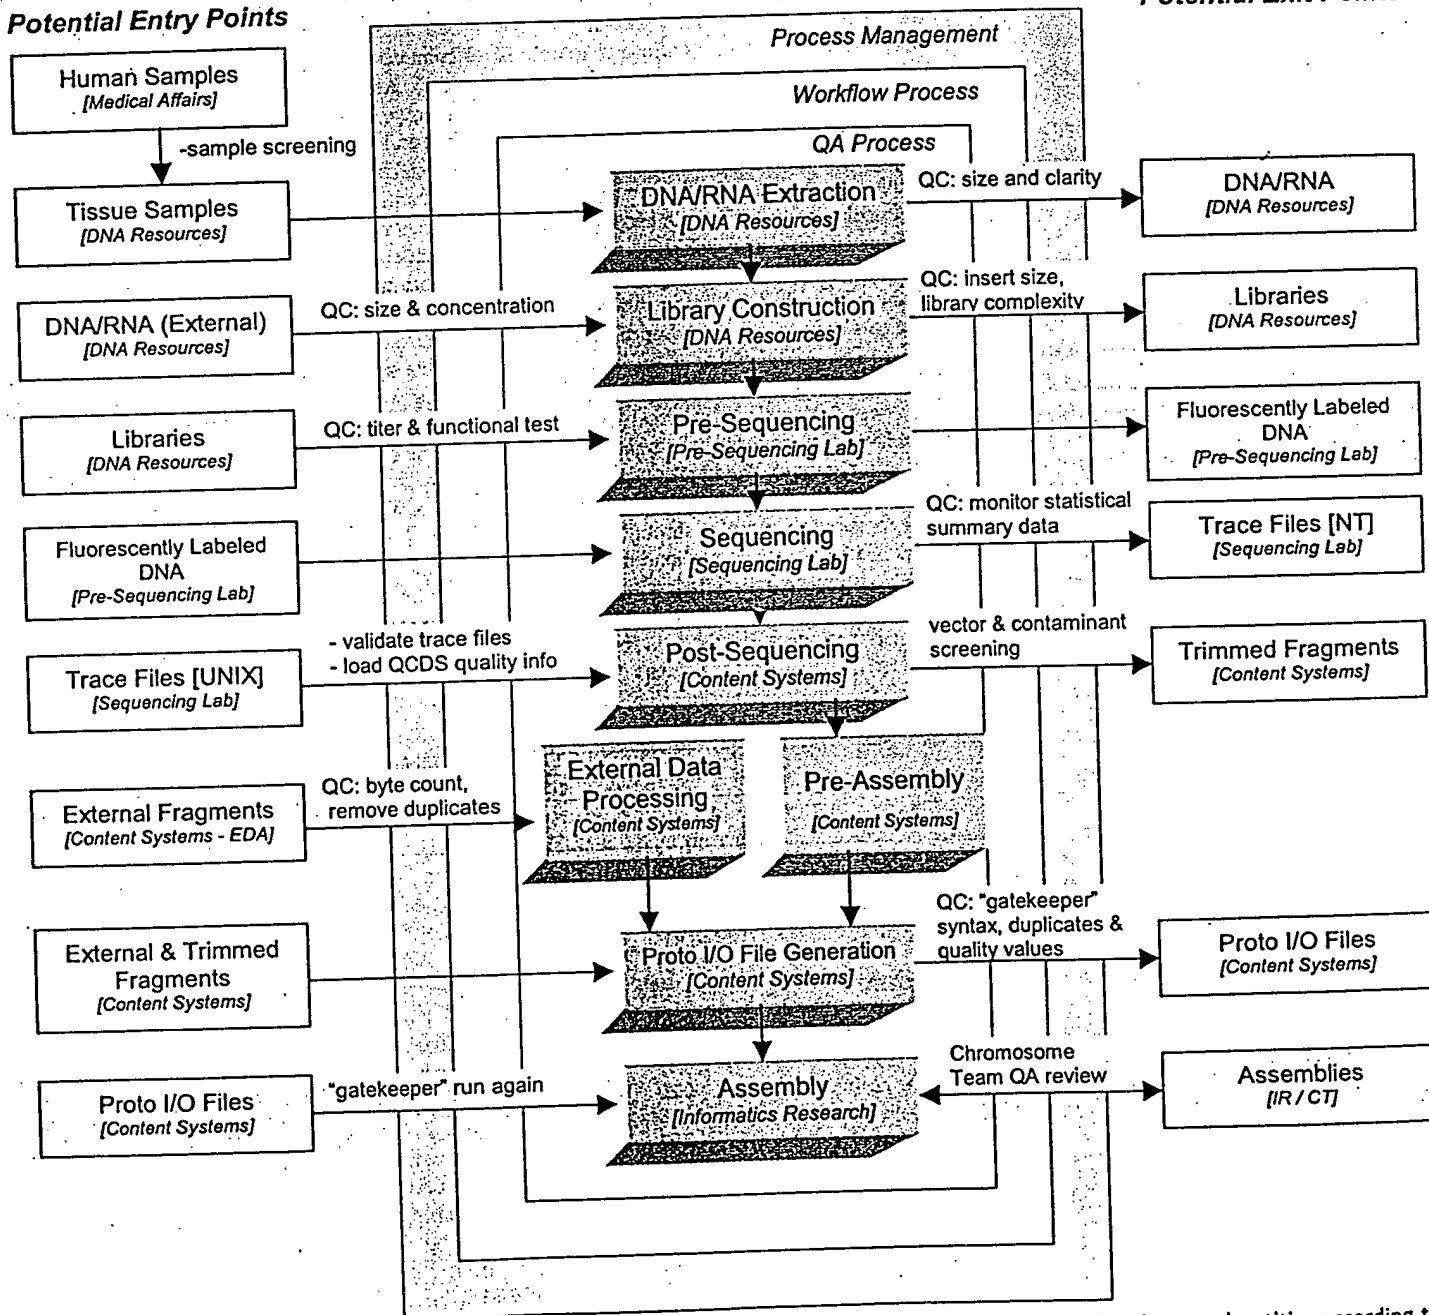 Potential Entry Points
Process Management
Human Samples
[Medical Affairs]
Workflow Process
-sample screening
QA Process
Tissue Samples
[DNA Resources]
DNA/RNA Extraction
[DNA Resources]
QC: size and clarity
DNA/RNA
[DNA Resources]
DNA/RNA (External)
[DNA Resources]
QC: size & concentration
Library Construction
[DNA Resources]
QC: insert size,
library complexity
Libraries
[DNA Resources]
Libraries
[DNA Resources]
QC: titer & functional test
Pre-Sequencing
[Pre-Sequencing Lab]
Fluorescently Labeled
DNA
[Pre-Sequencing Lab]
Fluorescently Labeled
DNA
[Pre-Sequencing Lab]
Sequencing
[Sequencing Lab]
QC: monitor statistical
summary data
Trace Files [NT]
[Sequencing Lab]
Trace Files [UNIX]
[Sequencing Lab]
- validate trace files
- load QCDS quality info
Post-Sequencing
[Content Systems]
vector & contaminant
screening
Trimmed Fragments
[Content Systems]
External Fragments
[Content Systems - EDA]
QC: byte count,
remove duplicates
External Data
Processing
[Content Systems]
Pre-Assembly
[Content Systems]
External & Trimmed
Fragments
[Content Systems]
Proto I/O File Generation
[Content Systems]
QC: "gatekeeper"
syntax, duplicates &
quality values
Proto I/O Files
[Content Systems]
Proto I/O Files
[Content Systems]
"gatekeeper" run again
Assembly
[Informatics Research]
Chromosome
Team QA review
Assemblies
[IR / CT]